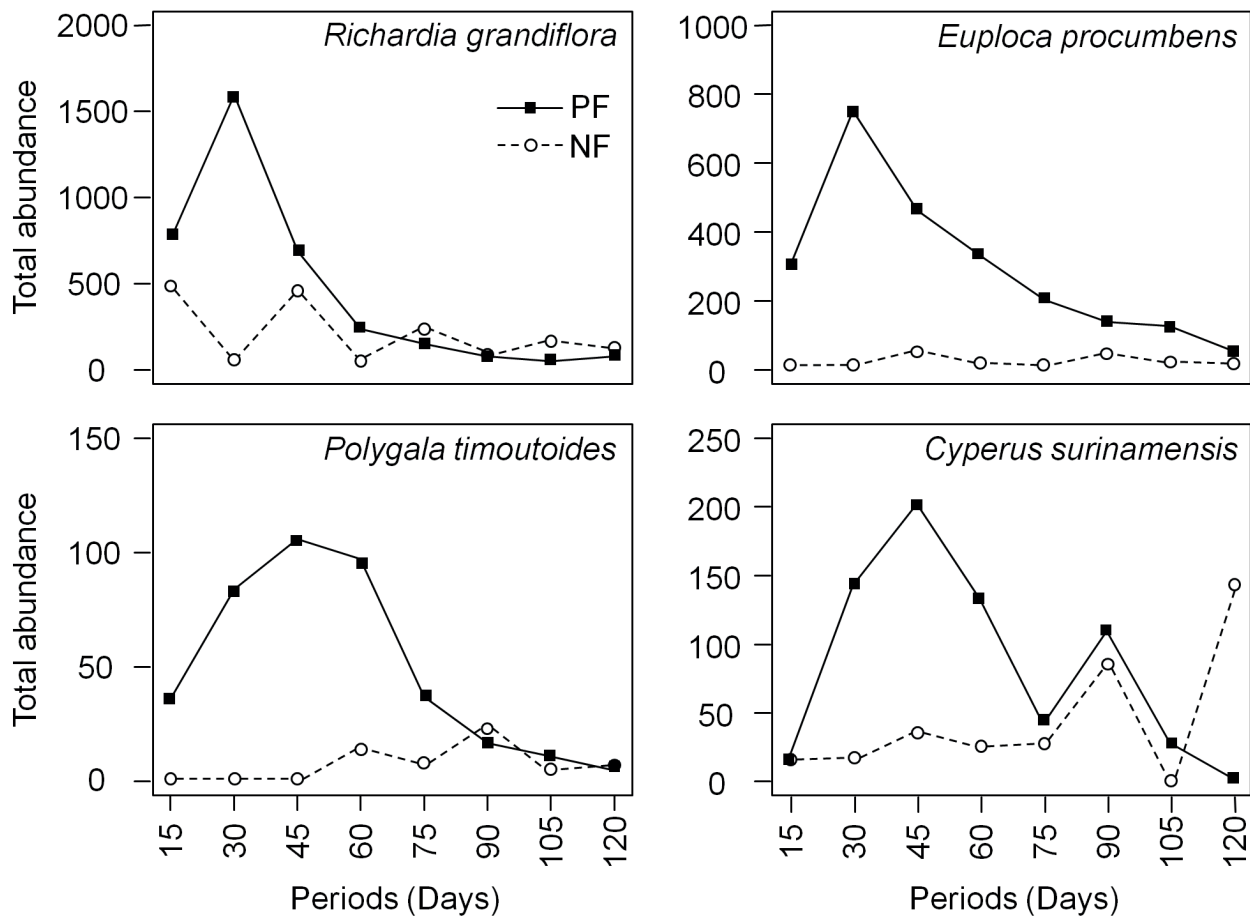 Richardia grandiflora
Total abundance
2000
1500
1000
500
0
PF
NF
Euploca procumbens
1000
800
600
400
200
0
Polygala timoutoides
Total abundance
150
100
50
0
15 30 45 60 75 90 105 120
Periods (Days)
Cyperus surinamensis
250
200
150
100
50
0
15 30 45 60 75 90 105 120
Periods (Days)